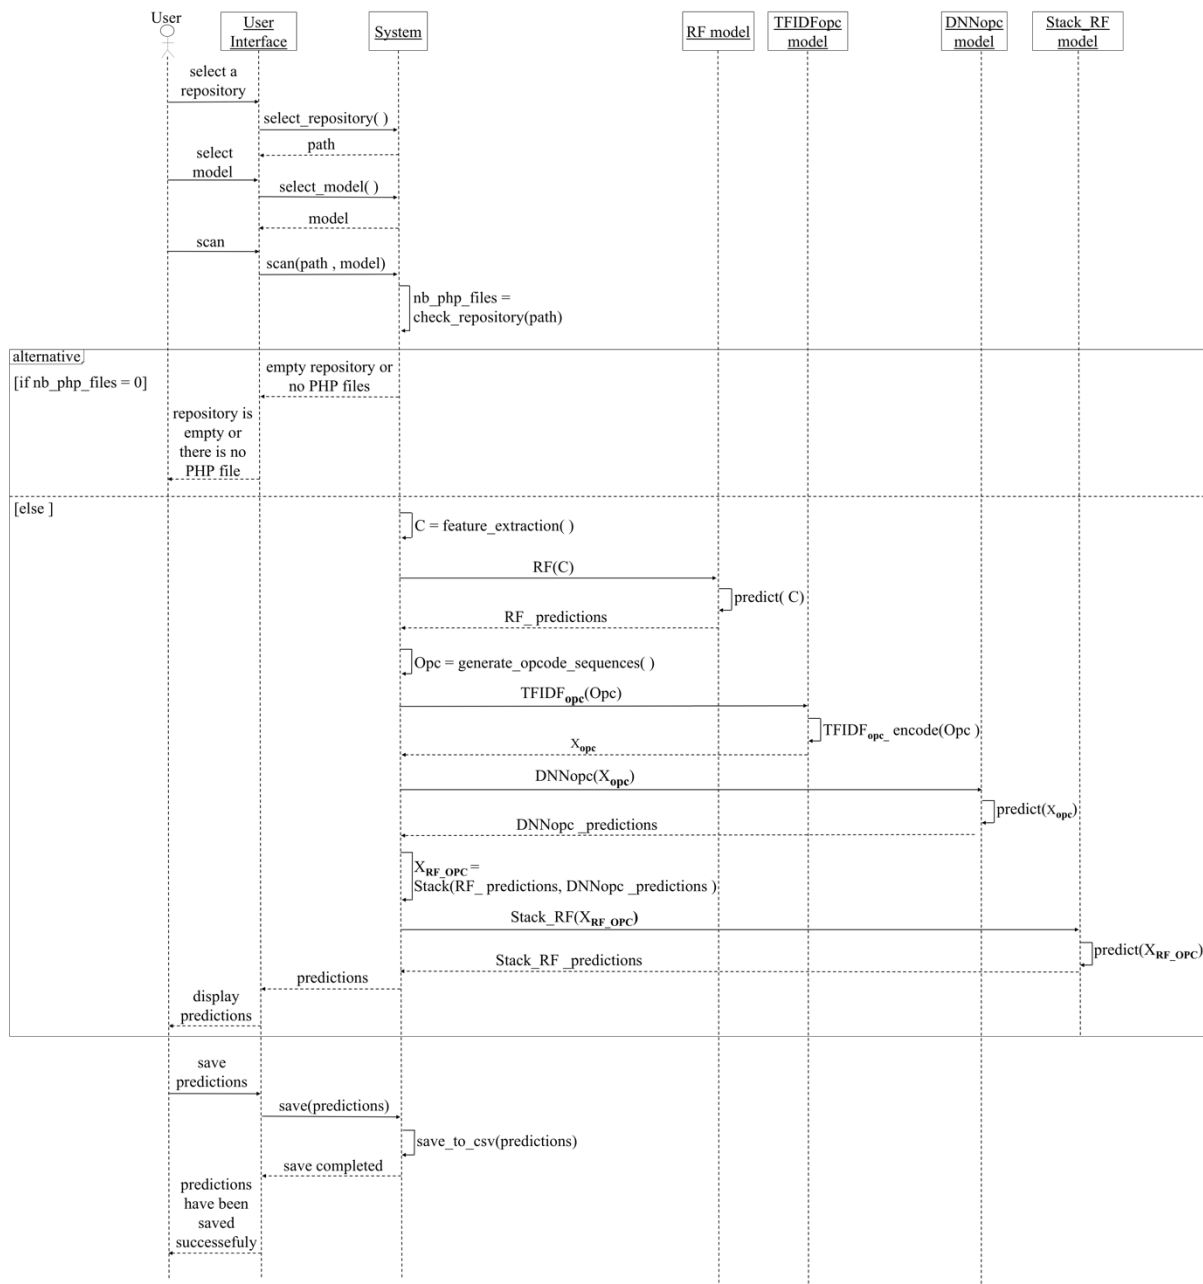 User
User
Interface
System
RF model
TFIDFopc
model
DNNopc
model
Stack_RF
model
select a
repository
select_repository( )
path
select
model
select_model( )
model
scan
scan(path , model)
nb_php_files =
check_repository(path)
alternative
[if nb_php_files = 0]
empty repository or
no PHP files
repository is
empty or
there is no
PHP file
[else ]
C = feature_extraction( )
RF(C)
predict( C)
RF_ predictions
Opc = generate_opcode_sequences( )
TFIDFopc(Opc)
TFIDFopc_ encode(Opc )
Xopc
DNNopc(Xopc)
predict(Xopc)
DNNopc _predictions
XRF_OPC =
Stack(RF_ predictions, DNNopc _predictions )
Stack_RF(XRF_OPC)
predict(XRF_OPC)
Stack_RF _predictions
predictions
display
predictions
save
predictions
save(predictions)
save_to_csv(predictions)
save completed
predictions
have been
saved
successefuly